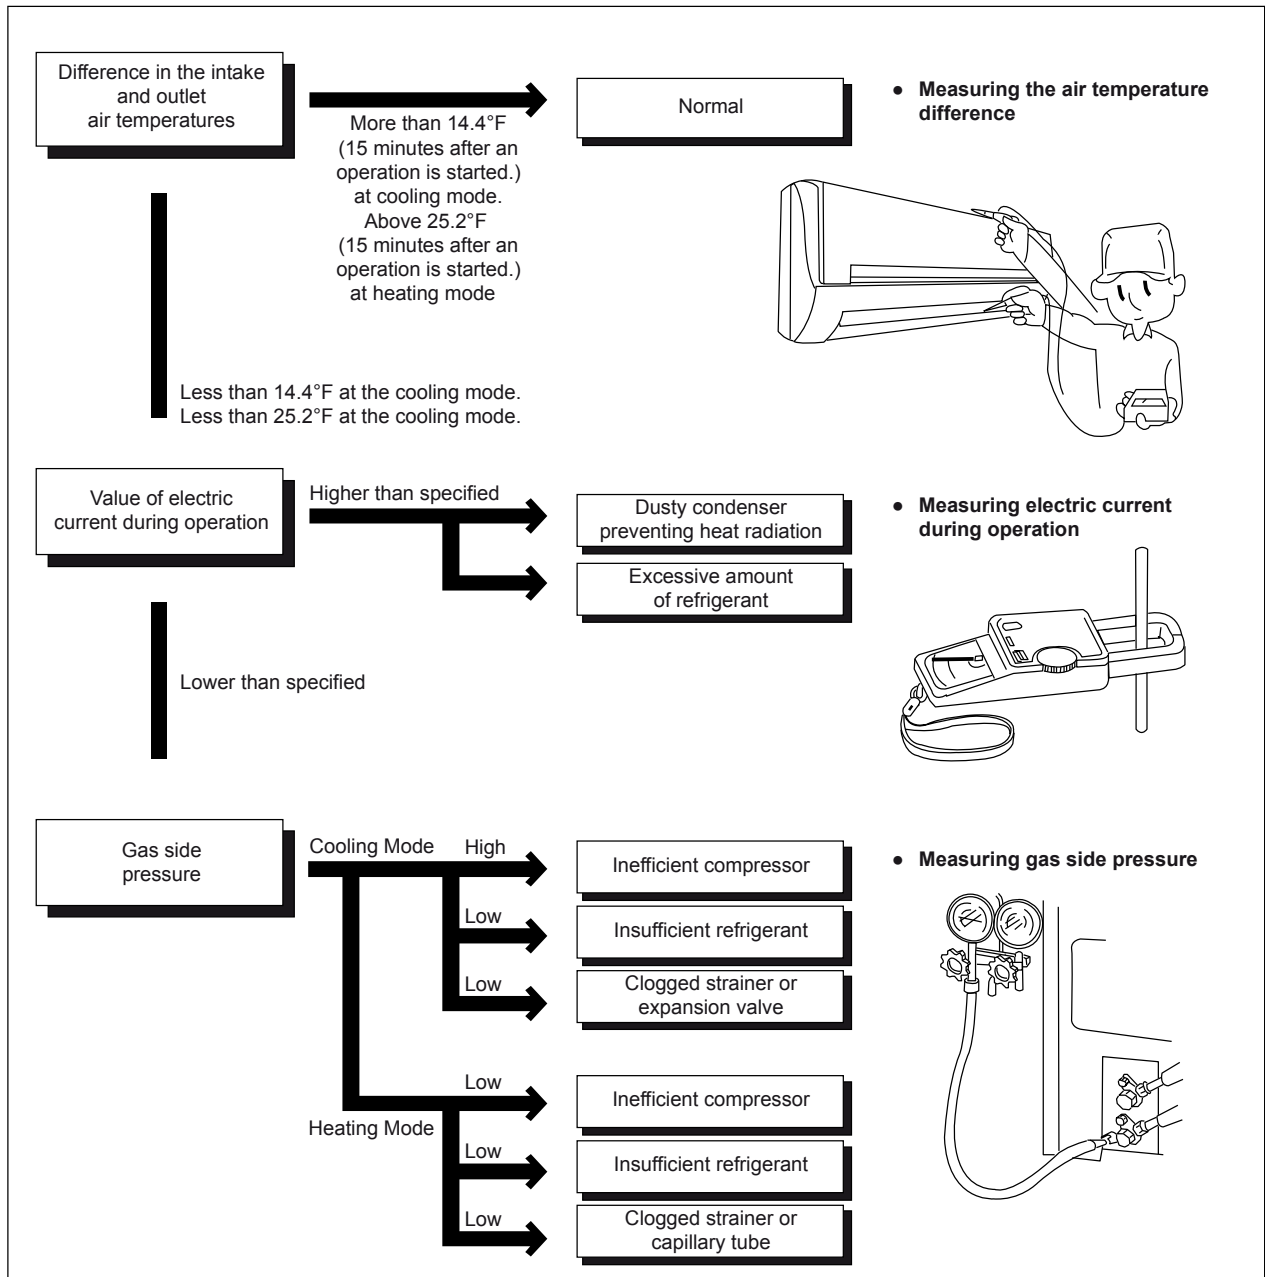 Difference in the intake
and outlet
air temperatures
More than 14.4°F
(15 minutes after an
operation is started.)
at cooling mode.
Above 25.2°F
(15 minutes after an
operation is started.)
at heating mode
Normal
● Measuring the air temperature
difference
Less than 14.4°F at the cooling mode.
Less than 25.2°F at the cooling mode.
Value of electric
current during operation
Higher than specified
Dusty condenser
preventing heat radiation
Excessive amount
of refrigerant
● Measuring electric current
during operation
Lower than specified
Gas side
pressure
Cooling Mode
High
Inefficient compressor
Low
Insufficient refrigerant
Low
Clogged strainer or
expansion valve
● Measuring gas side pressure
Heating Mode
Low
Inefficient compressor
Low
Insufficient refrigerant
Low
Clogged strainer or
capillary tube